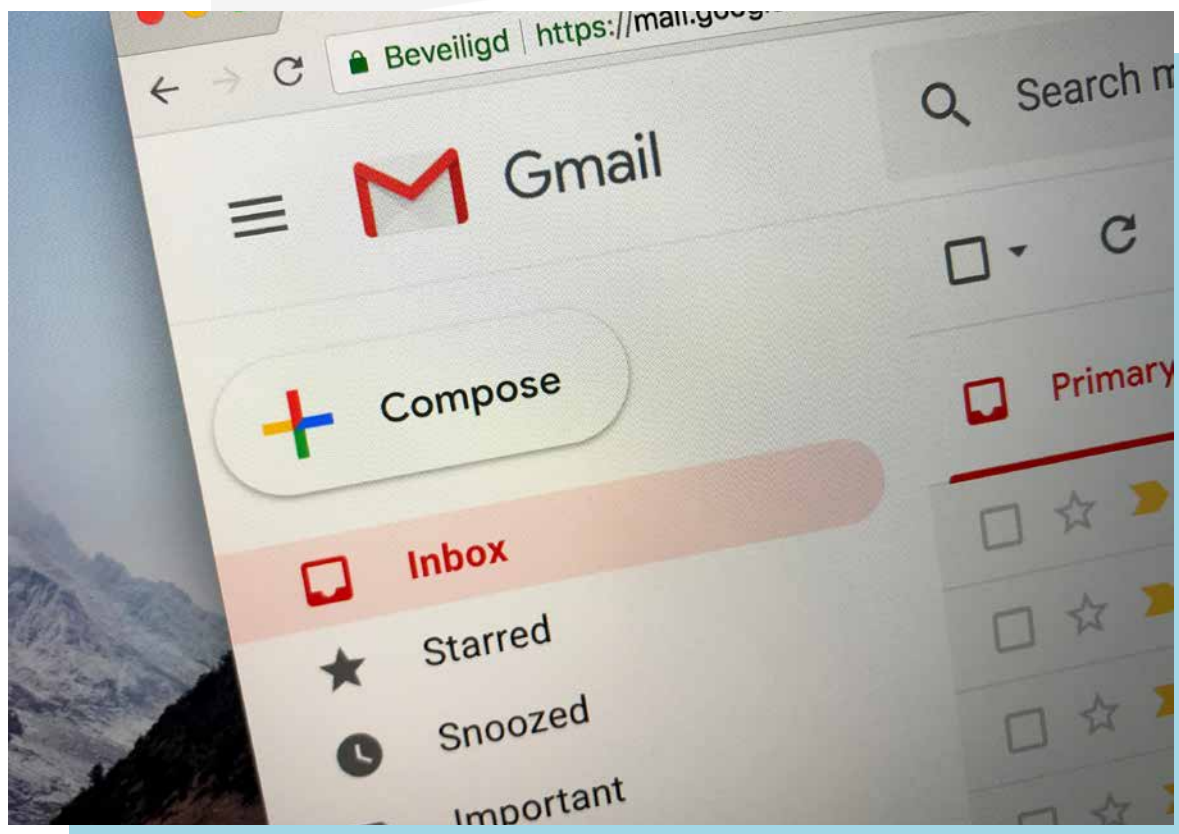 Beveiligd | https://mail.goog
Gmail
Search m
Compose
Primary
Inbox
Starred
Snoozed
Important